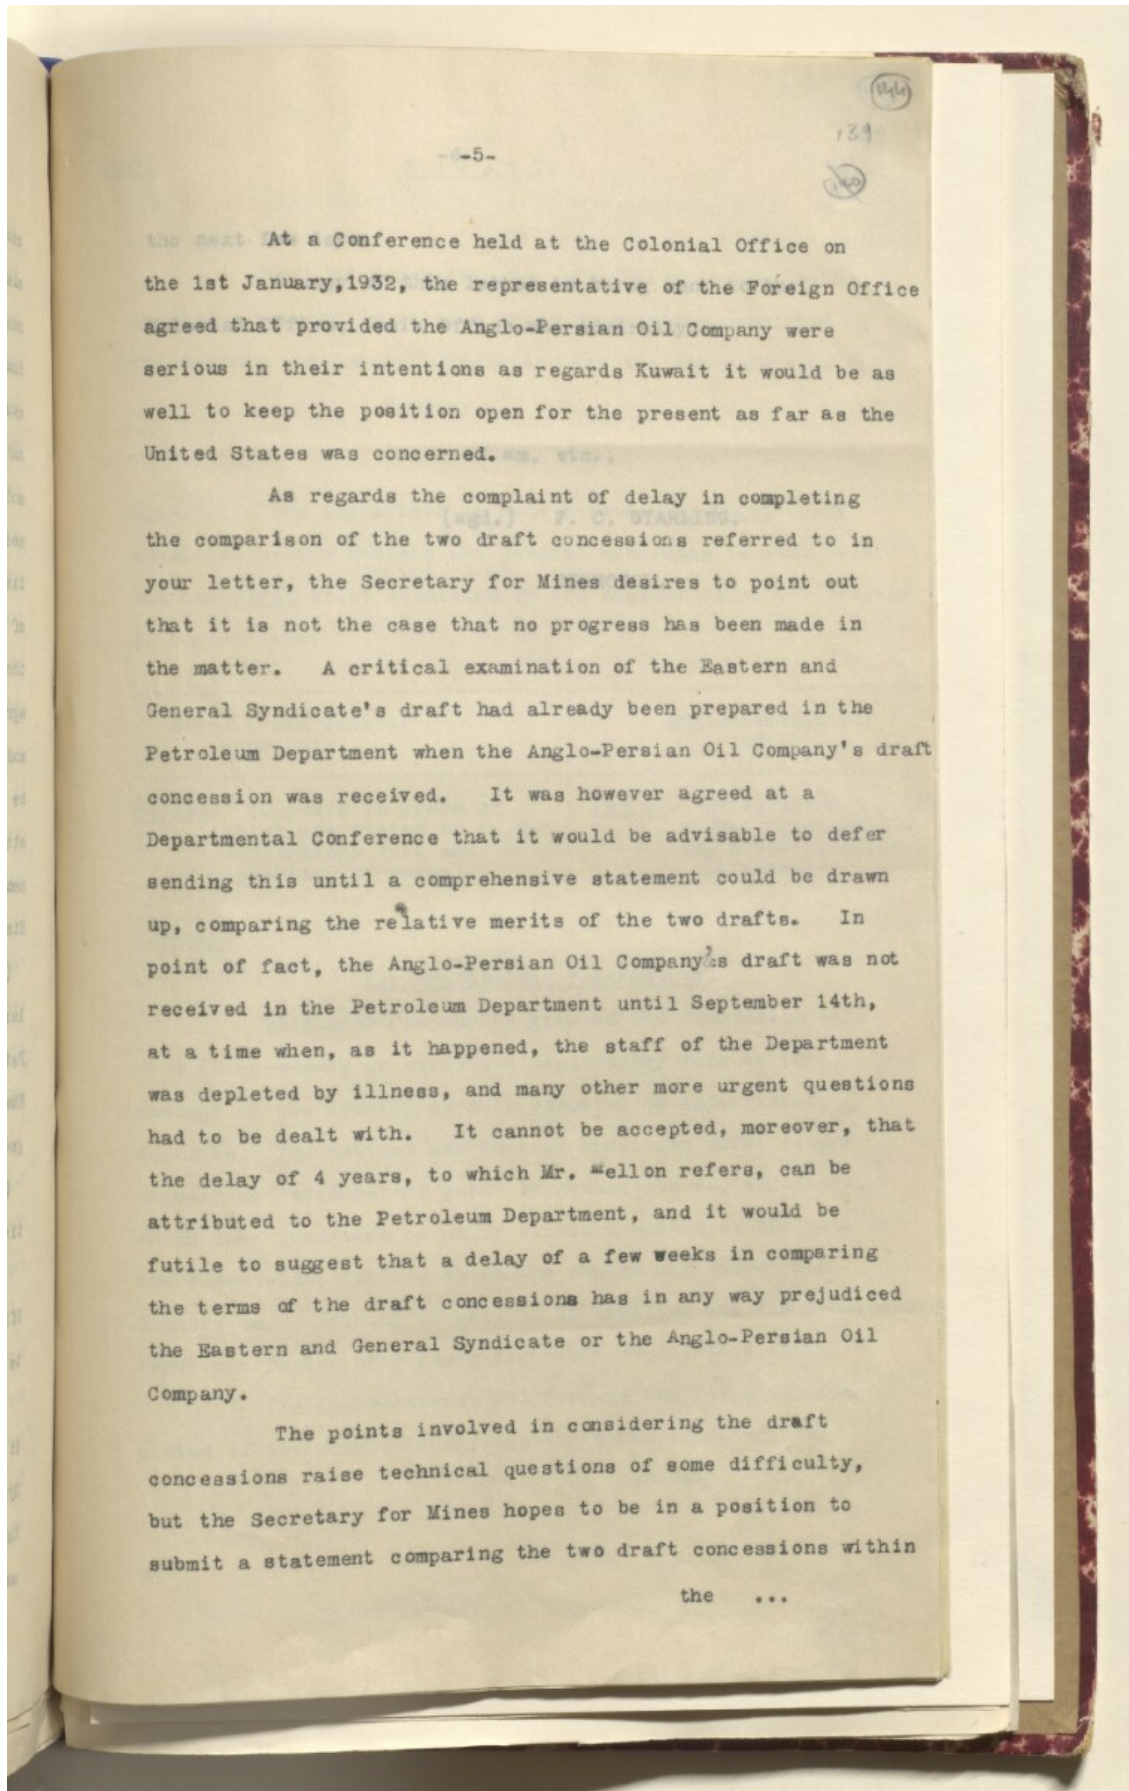 144
139
-5-
At a Conference held at the Colonial Office on
the 1st January,1932, the representative of the Foreign Office
agreed that provided the Anglo-Persian Oil Company were
serious in their intentions as regards Kuwait it would be as
well to keep the position open for the present as far as the
United States was concerned.
As regards the complaint of delay in completing
the comparison of the two draft concessions referred to in
your letter, the Secretary for Mines desires to point out
that it is not the case that no progress has been made in
the matter. A critical examination of the Eastern and
General Syndicate's draft had already been prepared in the
Petroleum Department when the Anglo-Persian Oil Company's draft
concession was received. It was however agreed at a
Departmental Conference that it would be advisable to defer
sending this until a comprehensive statement could be drawn
up, comparing the relative merits of the two drafts. In
point of fact, the Anglo-Persian Oil Company's draft was not
received in the Petroleum Department until September 14th,
at a time when, as it happened, the staff of the Department
was depleted by illness, and many other more urgent questions
had to be dealt with. It cannot be accepted, moreover, that
the delay of 4 years, to which Mr. Mellon refers, can be
attributed to the Petroleum Department, and it would be
futile to suggest that a delay of a few weeks in comparing
the terms of the draft concessions has in any way prejudiced
the Eastern and General Syndicate or the Anglo-Persian Oil
Company.
The points involved in considering the draft
concessions raise technical questions of some difficulty,
but the Secretary for Mines hopes to be in a position to
submit a statement comparing the two draft concessions within
the ...